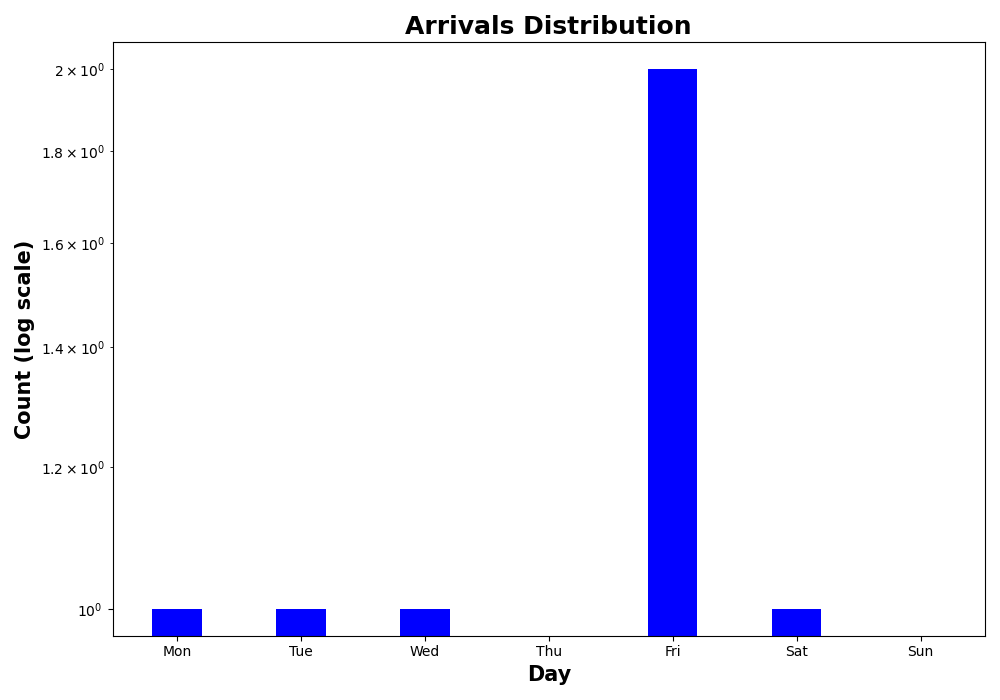 Arrivals Distribution
Count (log scale)
2 × 10⁰
1.8 × 10⁰
1.6 × 10⁰
1.4 × 10⁰
1.2 × 10⁰
10⁰
Mon Tue Wed Thu Fri Sat Sun
Day